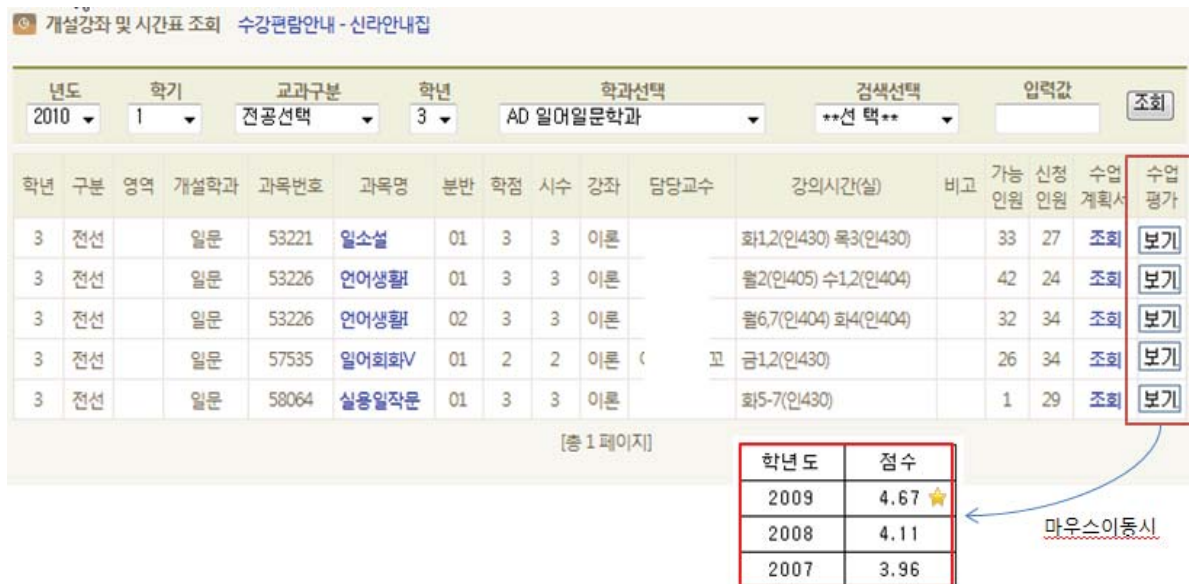 개설강좌 및 시간표 조회 수강편람안내 - 신라안내집
년도 학기 교과구분 학년 학과선택 검색선택 입력값
2010 1 전공선택 3 AD 일어일문학과 **선 택** 조회
학년 구분 영역 개설학과 과목번호 과목명 분반 학점 시수 강좌 담당교수 강의시간(실) 비고 가능인원 신청인원 수업계획서 수업평가
3 전선 일문 53221 일소설 01 3 3 이론 화1,2(인430) 목3(인430) 33 27 조회 보기
3 전선 일문 53226 언어생활I 01 3 3 이론 월2(인405) 수1,2(인404) 42 24 조회 보기
3 전선 일문 53226 언어생활I 02 3 3 이론 월6,7(인404) 화4(인404) 32 34 조회 보기
3 전선 일문 57535 일어회화V 01 2 2 이론 꼬 금1,2(인430) 26 34 조회 보기
3 전선 일문 58064 실용일작문 01 3 3 이론 화5-7(인430) 1 29 조회 보기
[총 1 페이지]
학년도 점수
2009 4.67
2008 4.11
2007 3.96
마우스이동시